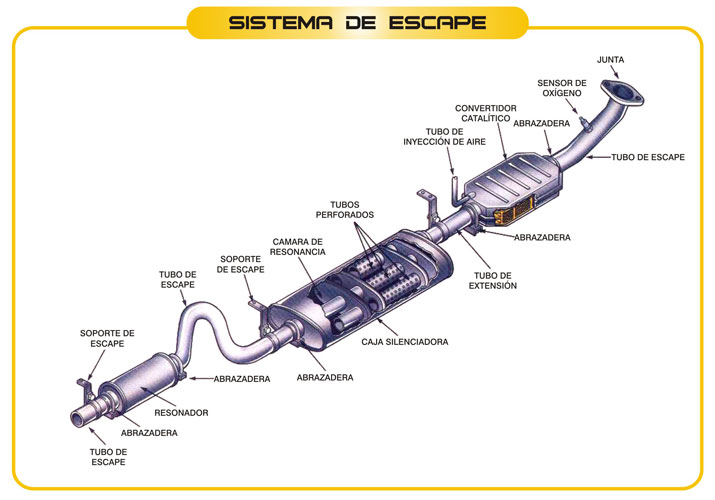 SISTEMA DE ESCAPE
JUNTA
SENSOR DE
OXÍGENO
CONVERTIDOR
CATALÍTICO
ABRAZADERA
TUBO DE
INYECCIÓN DE AIRE
TUBO DE ESCAPE
TUBOS
PERFORADOS
ABRAZADERA
CAMARA DE
RESONANCIA
SOPORTE
DE ESCAPE
TUBO DE
EXTENSIÓN
TUBO DE
ESCAPE
SOPORTE DE
ESCAPE
CAJA SILENCIADORA
ABRAZADERA
ABRAZADERA
RESONADOR
ABRAZADERA
TUBO DE
ESCAPE